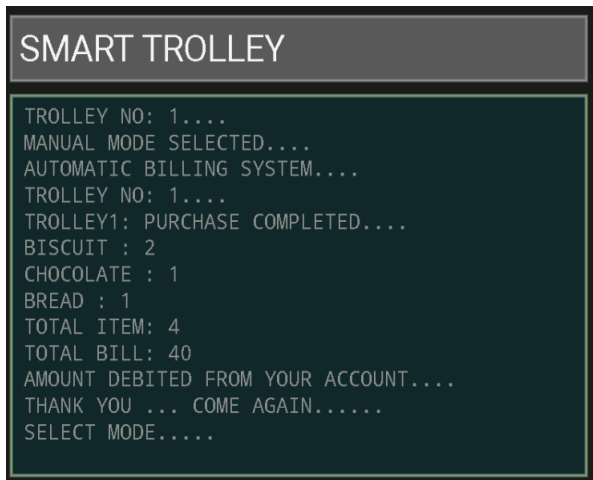 SMART TROLLEY
TROLLEY NO: 1....
MANUAL MODE SELECTED....
AUTOMATIC BILLING SYSTEM....
TROLLEY NO: 1....
TROLLEY1: PURCHASE COMPLETED....
BISCUIT : 2
CHOCOLATE : 1
BREAD : 1
TOTAL ITEM: 4
TOTAL BILL: 40
AMOUNT DEBITED FROM YOUR ACCOUNT....
THANK YOU ... COME AGAIN......
SELECT MODE.....